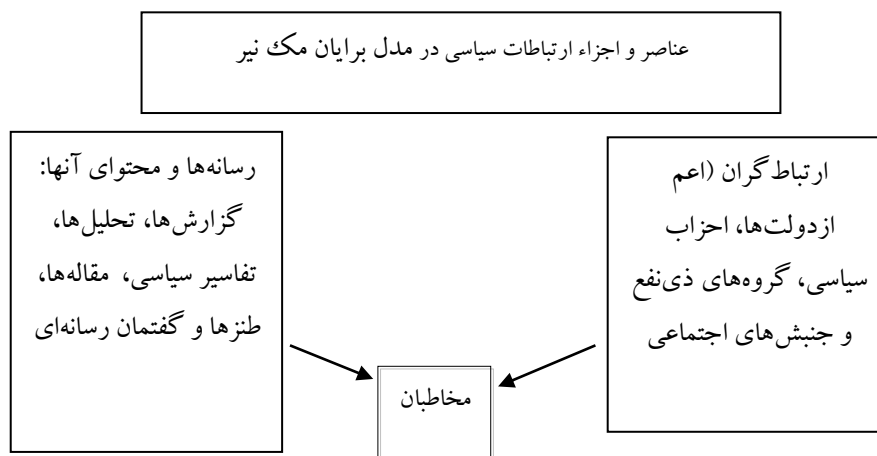 عناصر و اجزاء ارتباطات سیاسی در مدل برایان مک نیر
ارتباط‌گران (اعم
ازدولت‌ها، احزاب
سیاسی، گروه‌های ذی‌نفع
و جنبش‌های اجتماعی
رسانه‌ها و محتوای آنها:
گزارش‌ها، تحلیل‌ها،
تفاسیر سیاسی، مقاله‌ها،
طنزها و گفتمان رسانه‌ای
مخاطبان